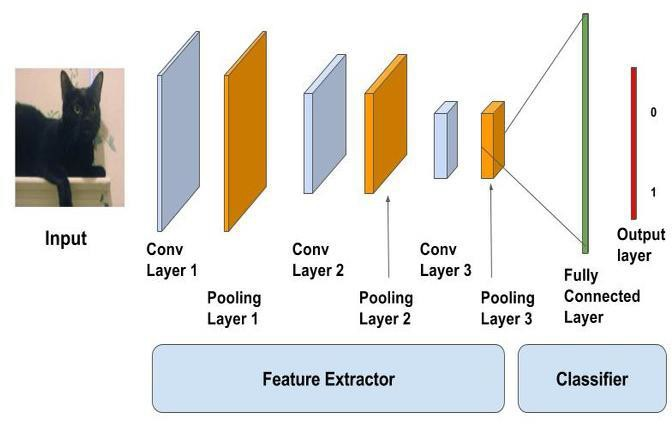 Input
Conv
Layer 1
Pooling
Layer 1
Conv
Layer 2
Pooling
Layer 2
Conv
Layer 3
Pooling
Layer 3
Fully
Connected
Layer
0
1
Output
layer
Feature Extractor
Classifier